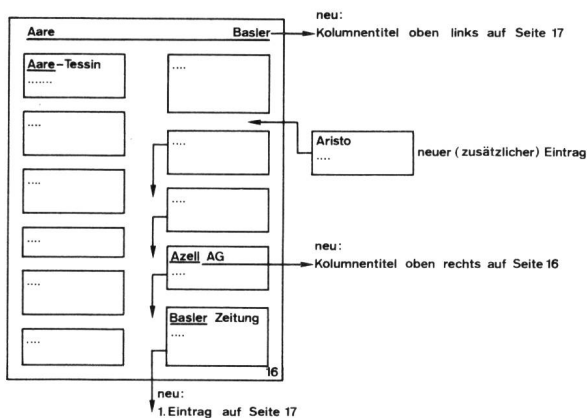 neu:
Aare Basler Kolumnentitel oben links auf Seite 17
Aare-Tessin
.......
....
....
....
....
....
....
....
....
Aristo
....
neuer (zusätzlicher) Eintrag
....
neu:
Azell AG Kolumnentitel oben rechts auf Seite 16
....
Basler Zeitung
....
16
neu:
1. Eintrag auf Seite 17